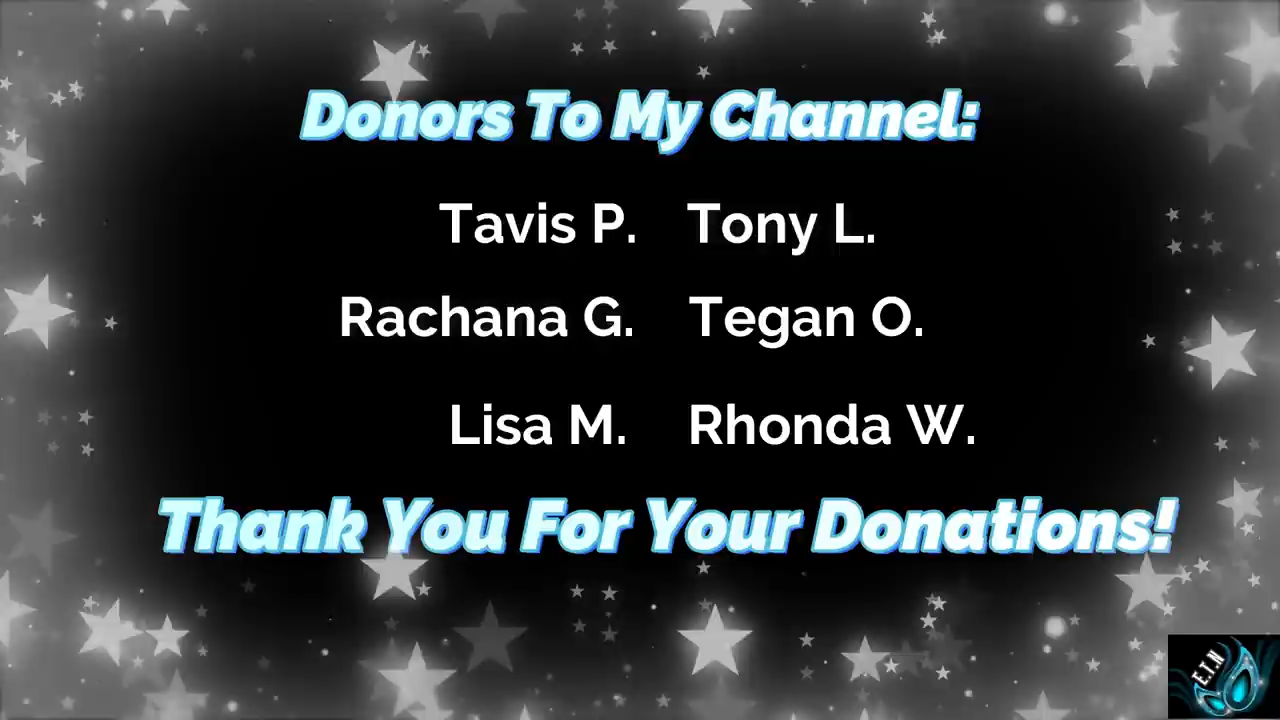 Donors To My Channel:
Tavis P. Tony L.
Rachana G. Tegan O.
Lisa M. Rhonda W.
Thank You For Your Donations!
E.T.N